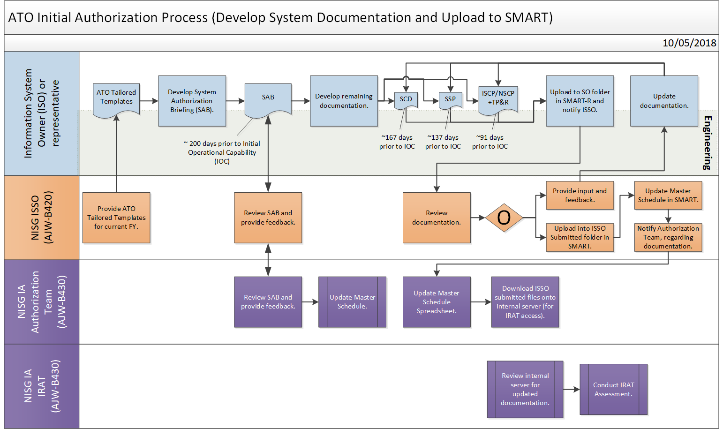 ATO Initial Authorization Process (Develop System Documentation and Upload to SMART)
10/05/2018
Information System
Owner (ISO) or
representative
ATO Tailored
Templates
Develop System
Authorization
Briefing (SAB).
SAB
Develop remaining
documentation.
SCD
SSP
ISCP/NSCP
+TP&R
Upload to SO folder
in SMART-R and
notify ISSO.
Update
documentation.
~ 200 days prior to Initial
Operational Capability
(IOC)
~167 days
prior to IOC
~137 days
prior to IOC
~91 days
prior to IOC
Engineering
NISG ISSO
(AJW-B420)
Provide ATO
Tailored Templates
for current FY.
Review SAB and
provide feedback.
Review
documentation.
O
Provide input and
feedback.
Upload into ISSO
Submitted folder in
SMART.
Update Master
Schedule in SMART.
Notify Authorization
Team, regarding
documentation.
NISG IA
Authorization
Team
(AJW-B430)
Review SAB and
provide feedback.
Update Master
Schedule.
Update Master
Schedule
Spreadsheet.
Download ISSO
submitted files onto
internal server (for
IRAT access).
NISG IA
IRAT
(AJW-B430)
Review internal
server for
updated
documentation.
Conduct IRAT
Assessment.